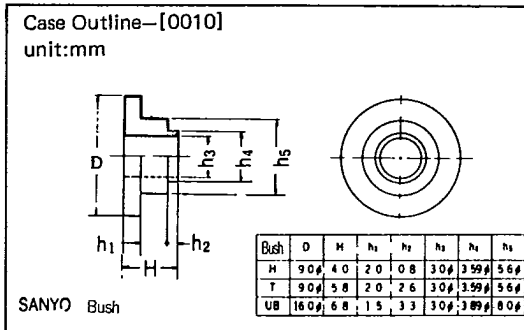 Case Outline—[0010]
unit:mm
D
h₃
h₄
h₅
h₁
h₂
H
Bush D H h₁ h₂ h₃ h₄ h₅
H 9.0ϕ 4.0 2.0 0.8 3.0ϕ 3.59ϕ 5.6ϕ
T 9.0ϕ 5.8 2.0 2.6 3.0ϕ 3.59ϕ 5.6ϕ
UB 16.0ϕ 6.8 1.5 3.3 3.0ϕ 3.89ϕ 8.0ϕ
SANYO Bush